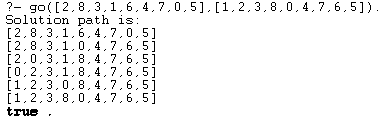 ?- go([2,8,3,1,6,4,7,0,5],[1,2,3,8,0,4,7,6,5]).
Solution path is:
[2,8,3,1,6,4,7,0,5]
[2,8,3,1,0,4,7,6,5]
[2,0,3,1,8,4,7,6,5]
[0,2,3,1,8,4,7,6,5]
[1,2,3,0,8,4,7,6,5]
[1,2,3,8,0,4,7,6,5]
true .